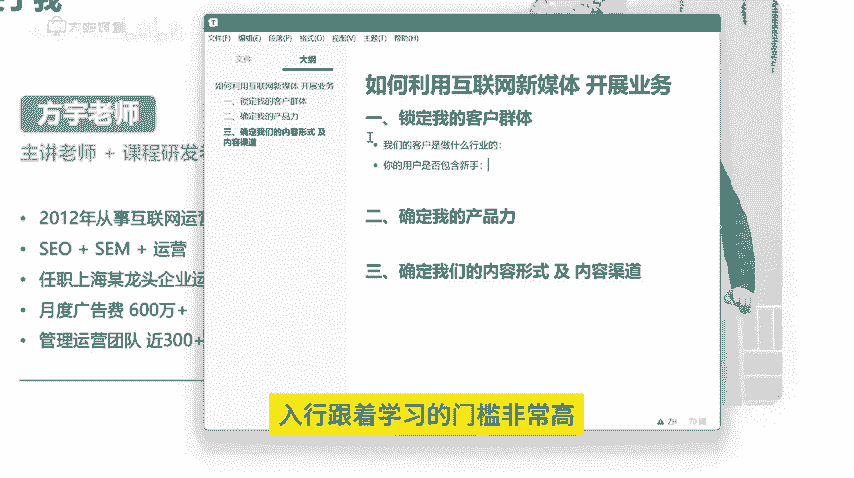 文件(F) 编辑(E) 段落(P) 格式(O) 视图(V) 主题(T) 帮助(H)
文件 大纲
如何利用互联网新媒体 开展业务
一、锁定我的客户群体
二、确定我的产品力
三、确定我们的内容形式 及
内容渠道
如何利用互联网新媒体 开展业务
一、锁定我的客户群体
• 我们的客户是做什么行业的：
• 你的用户是否包含新手：
二、确定我的产品力
三、确定我们的内容形式 及 内容渠道
方宇老师
主讲老师 + 课程研发
• 2012年从事互联网运
• SEO + SEM + 运营
• 任职上海某龙头企业运
• 月度广告费 600万+
• 管理运营团队 近300+
入行跟着学习的门槛非常高